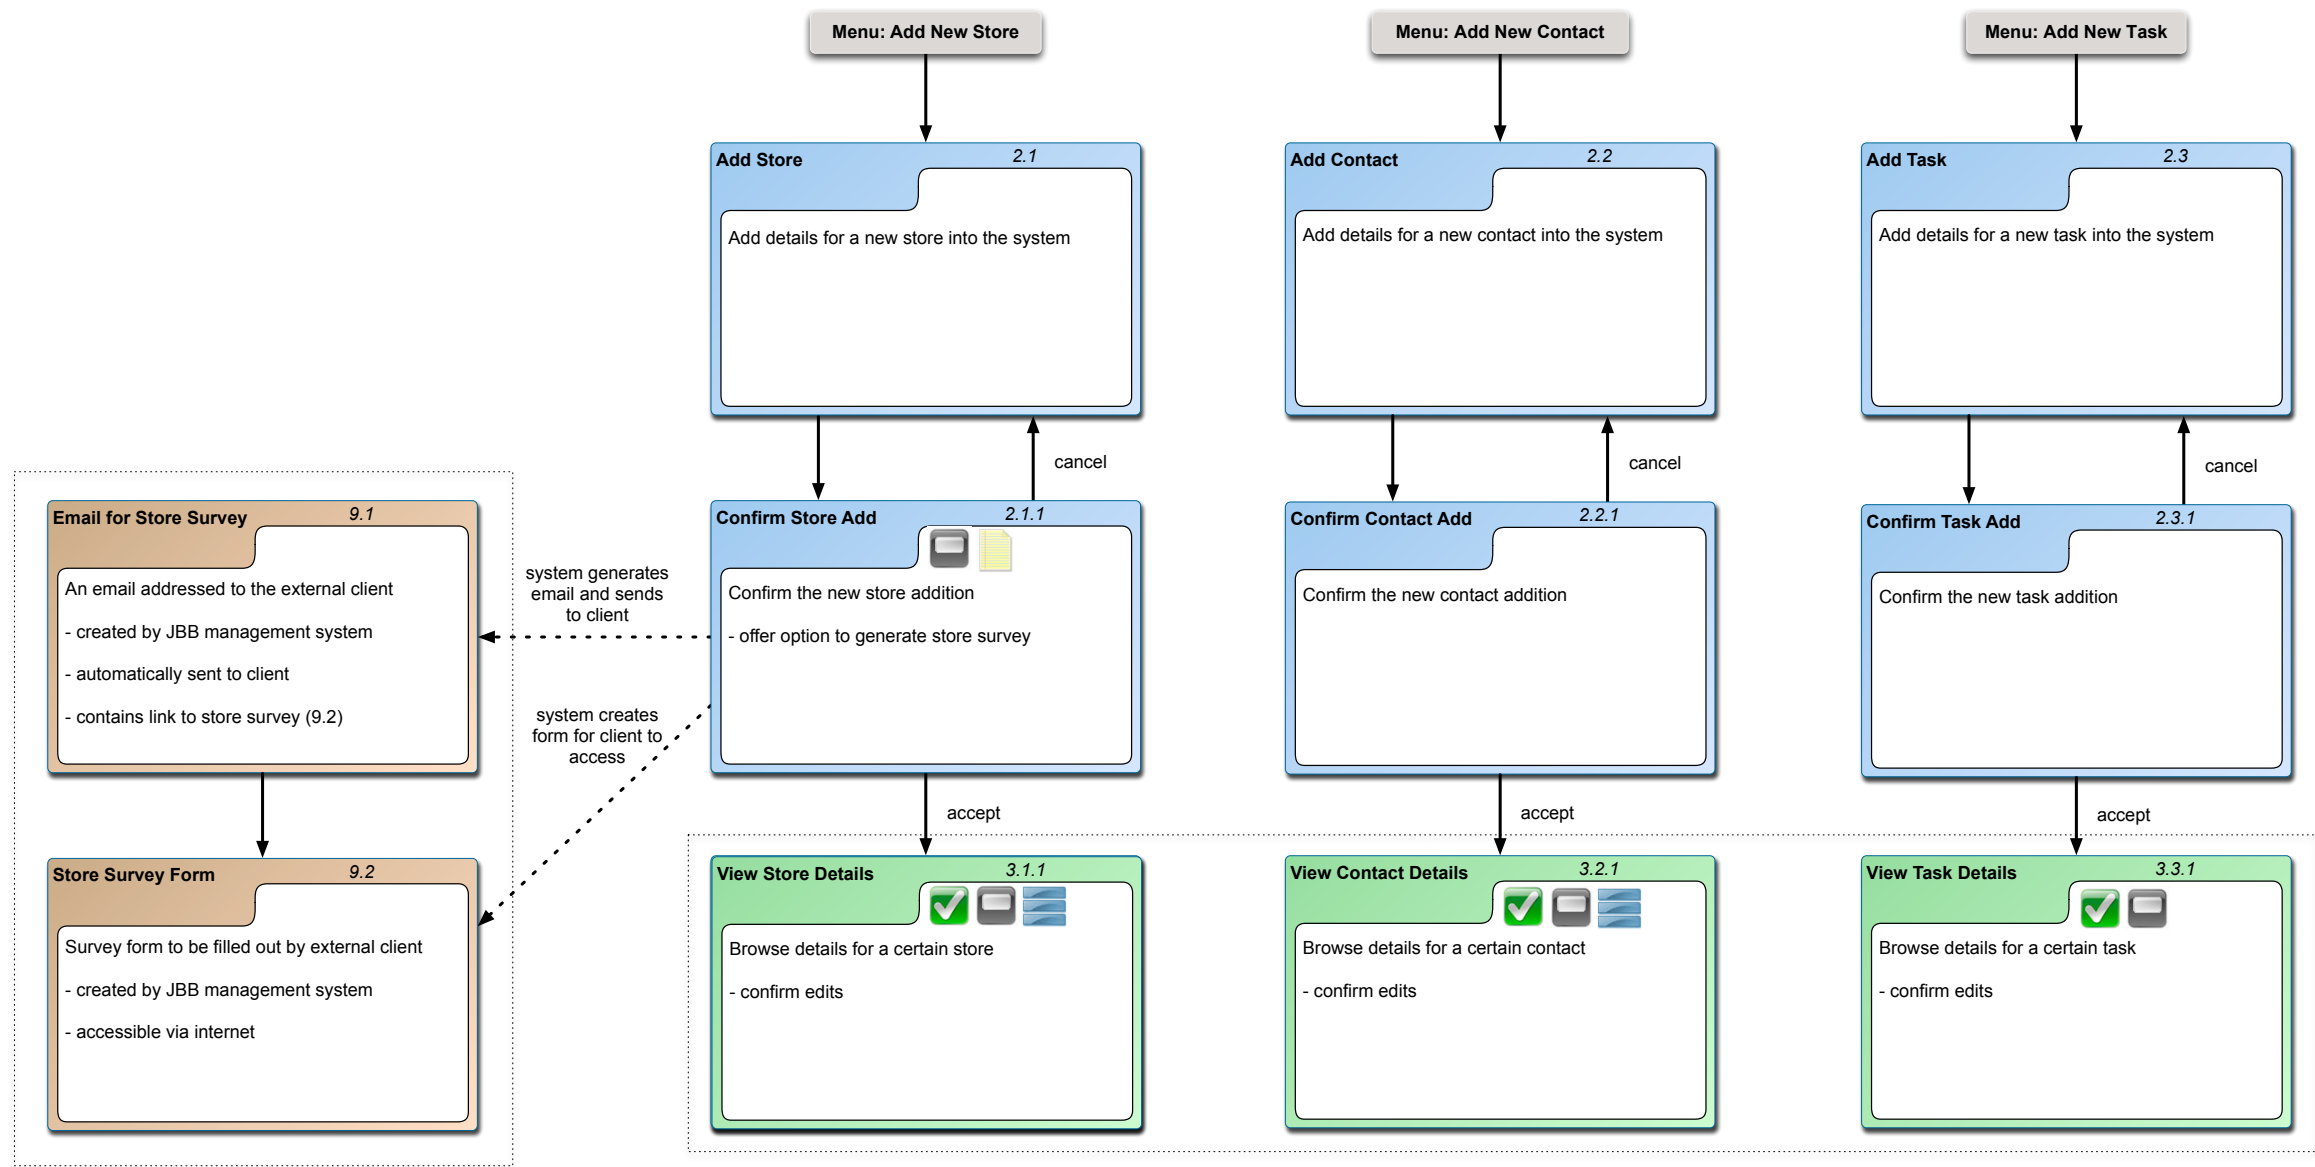 Menu: Add New Store
Menu: Add New Contact
Menu: Add New Task
Add Store
2.1
Add details for a new store into the system
Add Contact
2.2
Add details for a new contact into the system
Add Task
2.3
Add details for a new task into the system
cancel
cancel
cancel
Email for Store Survey
9.1
An email addressed to the external client
- created by JBB management system
- automatically sent to client
- contains link to store survey (9.2)
system generates
email and sends
to client
system creates
form for client to
access
Confirm Store Add
2.1.1
Confirm the new store addition
- offer option to generate store survey
Confirm Contact Add
2.2.1
Confirm the new contact addition
Confirm Task Add
2.3.1
Confirm the new task addition
accept
accept
accept
Store Survey Form
9.2
Survey form to be filled out by external client
- created by JBB management system
- accessible via internet
View Store Details
3.1.1
Browse details for a certain store
- confirm edits
View Contact Details
3.2.1
Browse details for a certain contact
- confirm edits
View Task Details
3.3.1
Browse details for a certain task
- confirm edits